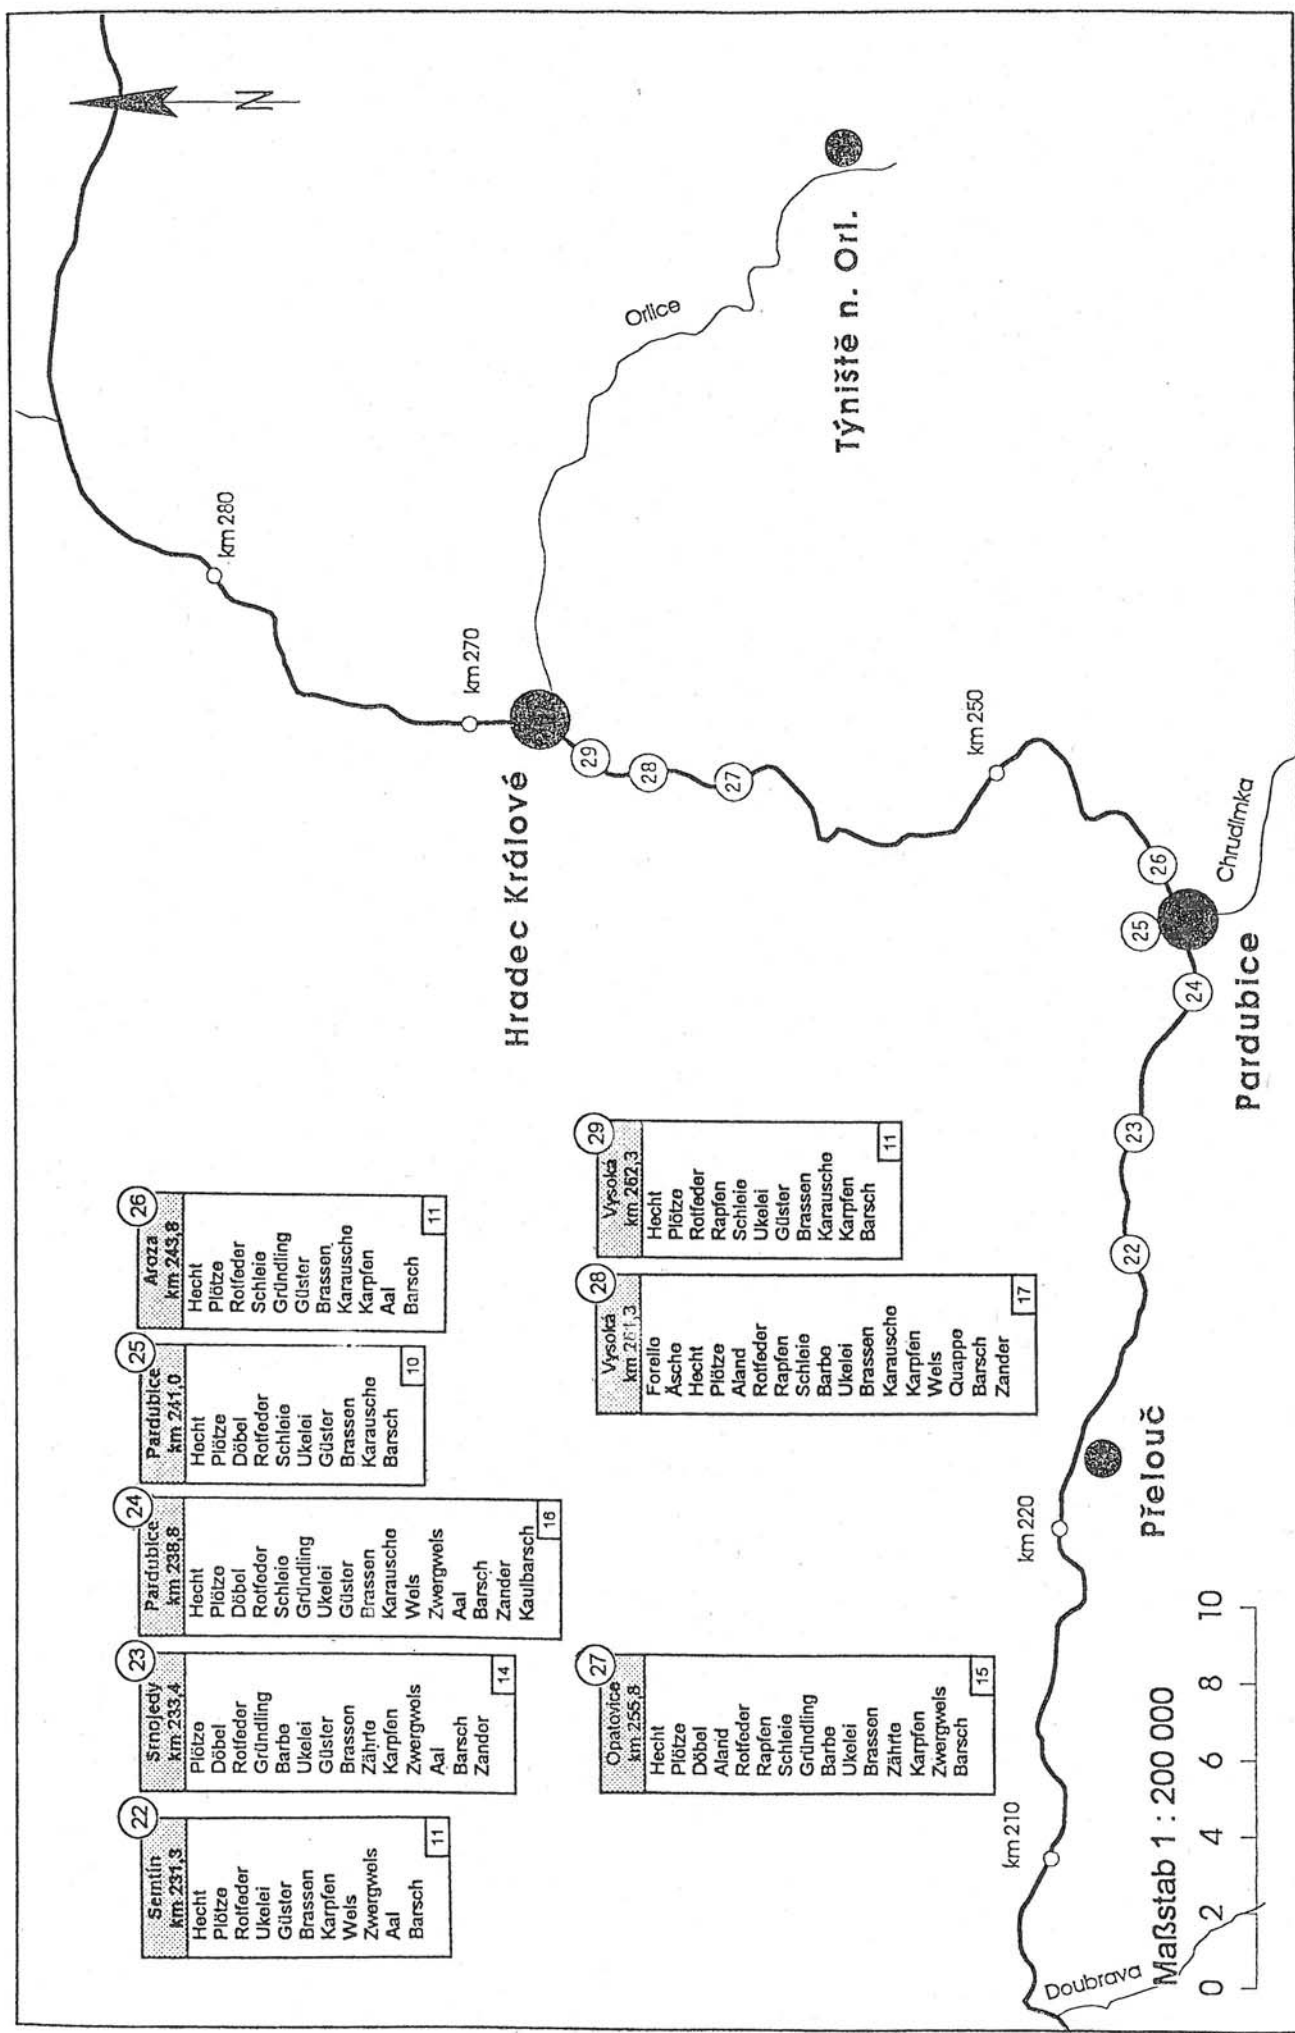 22
Semtín
km 231,3
Hecht
Plötze
Rotfeder
Ukelei
Güster
Brassen
Karpfen
Wels
Zwergwels
Aal
Barsch
11
23
Srnojedy
km 233,4
Plötze
Döbel
Rotfeder
Gründling
Barbe
Ukelei
Güster
Brassen
Zährte
Karpfen
Zwergwels
Aal
Barsch
Zander
14
24
Pardubice
km 238,8
Hecht
Plötze
Döbel
Rotfeder
Schleie
Gründling
Ukelei
Güster
Brassen
Karausche
Wels
Zwergwels
Aal
Barsch
Zander
Kaulbarsch
16
25
Pardubice
km 241,0
Hecht
Plötze
Döbel
Rotfeder
Schleie
Ukelei
Güster
Brassen
Karausche
Barsch
10
26
km 243,8
Hecht
Plötze
Rotfeder
Schleie
Gründling
Güster
Brassen
Karausche
Karpfen
Aal
Barsch
11
27
Opatovice
km 255,8
Hecht
Plötze
Döbel
Aland
Rotfeder
Rapfen
Schleie
Gründling
Barbe
Ukelei
Brassen
Zährte
Karpfen
Zwergwels
Barsch
15
28
Vysoká
km 261,3
Forelle
Äsche
Hecht
Plötze
Aland
Rotfeder
Rapfen
Schleie
Barbe
Ukelei
Brassen
Karausche
Karpfen
Wels
Quappe
Barsch
Zander
17
29
Vysoká
km 262,3
Hecht
Plötze
Rotfeder
Rapfen
Schleie
Ukelei
Güster
Brassen
Karausche
Karpfen
Barsch
11
N
km 280
km 270
Orlice
Hradec Králové
Týniště n. Orl.
29
28
27
km 250
26
25
24
Chrudimka
Pardubice
23
22
Přelouč
km 220
km 210
Doubrava
Maßstab 1 : 200 000
0 2 4 6 8 10